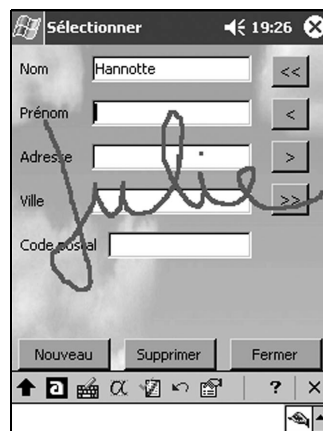 Sélectionner 19:26
Nom Hannotte <<
Prénom <
Adresse >
Ville >>
Code postal
Julie
Nouveau Supprimer Fermer
a α ? ×